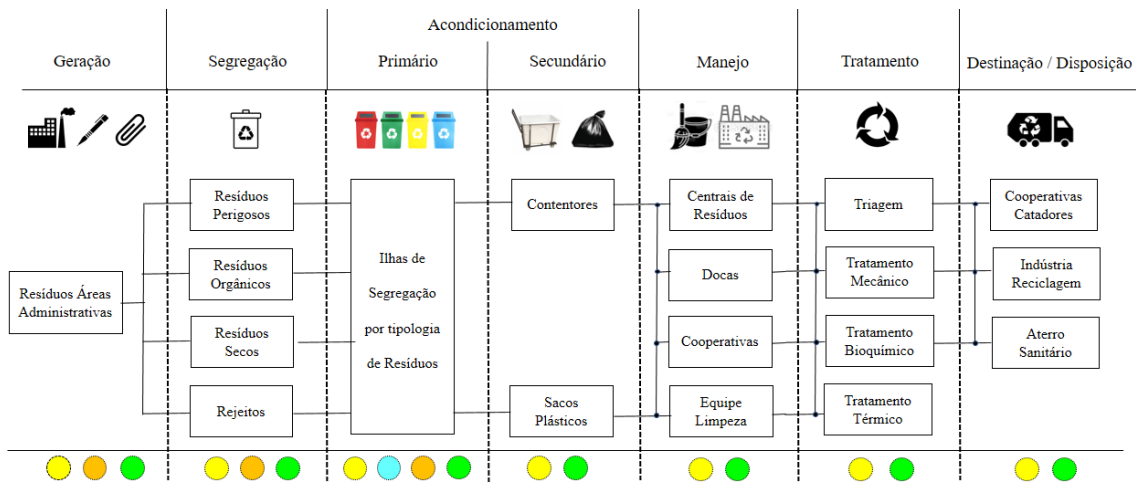 Acondicionamento
Geração
Segregação
Primário
Secundário
Manejo
Tratamento
Destinação / Disposição
Resíduos Áreas
Administrativas
Resíduos
Perigosos
Resíduos
Orgânicos
Resíduos
Secos
Rejeitos
Ilhas de
Segregação
por tipologia
de Resíduos
Contentores
Sacos
Plásticos
Centrais de
Resíduos
Docas
Cooperativas
Equipe
Limpeza
Triagem
Tratamento
Mecânico
Tratamento
Bioquímico
Tratamento
Térmico
Cooperativas
Catadores
Indústria
Reciclagem
Aterro
Sanitário